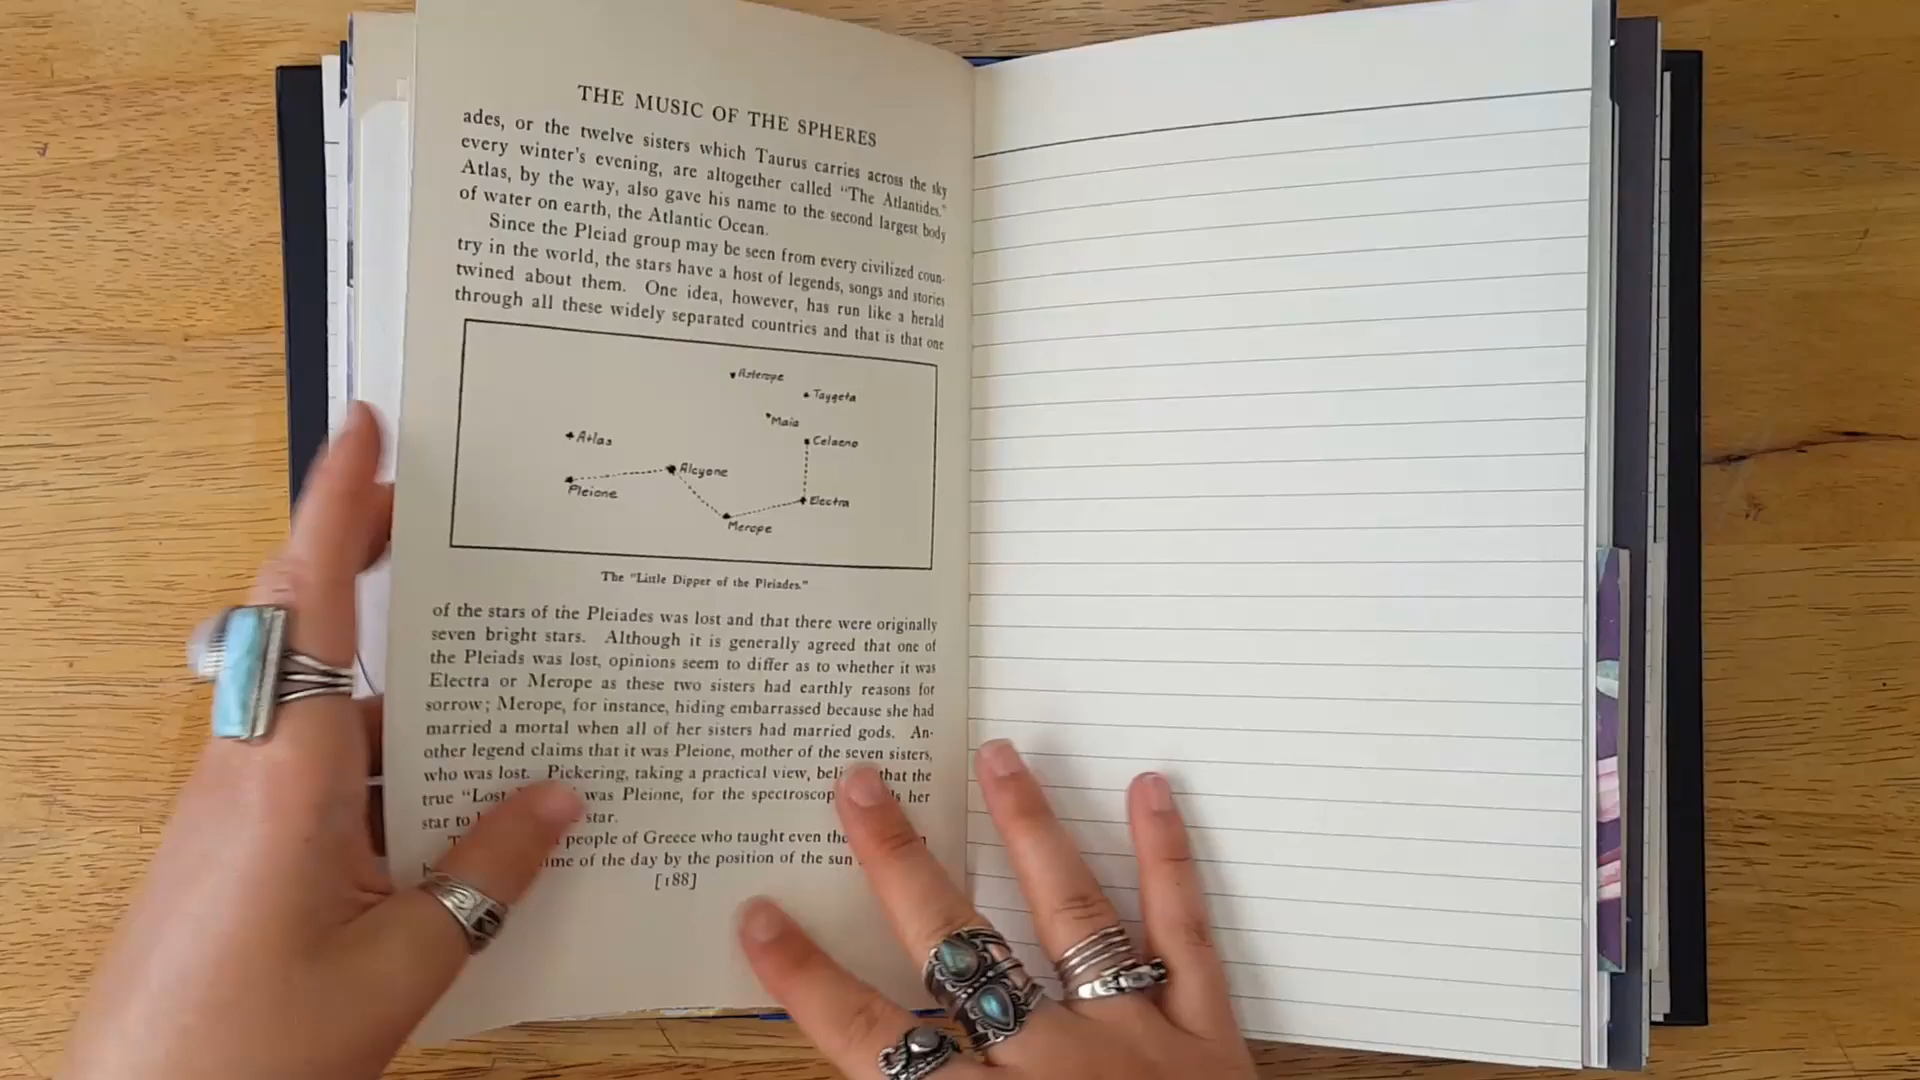 THE MUSIC OF THE SPHERES
ades, or the twelve sisters which Taurus carries across the sky
every winter's evening, are altogether called "The Atlantides."
Atlas, by the way, also gave his name to the second largest body
of water on earth, the Atlantic Ocean.
Since the Pleiad group may be seen from every civilized coun-
try in the world, the stars have a host of legends, songs and stories
twined about them. One idea, however, has run like a herald
through all these widely separated countries and that is that one
Asterope
Taygeta
Maia
Atlas
Celaeno
Alcyone
Pleione
Electra
Merope
The "Little Dipper of the Pleiades."
of the stars of the Pleiades was lost and that there were originally
seven bright stars. Although it is generally agreed that one of
the Pleiads was lost, opinions seem to differ as to whether it was
Electra or Merope as these two sisters had earthly reasons for
sorrow; Merope, for instance, hiding embarrassed because she had
married a mortal when all of her sisters had married gods. An-
other legend claims that it was Pleione, mother of the seven sisters,
who was lost. Pickering, taking a practical view, that the
true "Lost was Pleione, for the her
star to star.
people of Greece who taught even the
of the day by the position of the sun
[188]